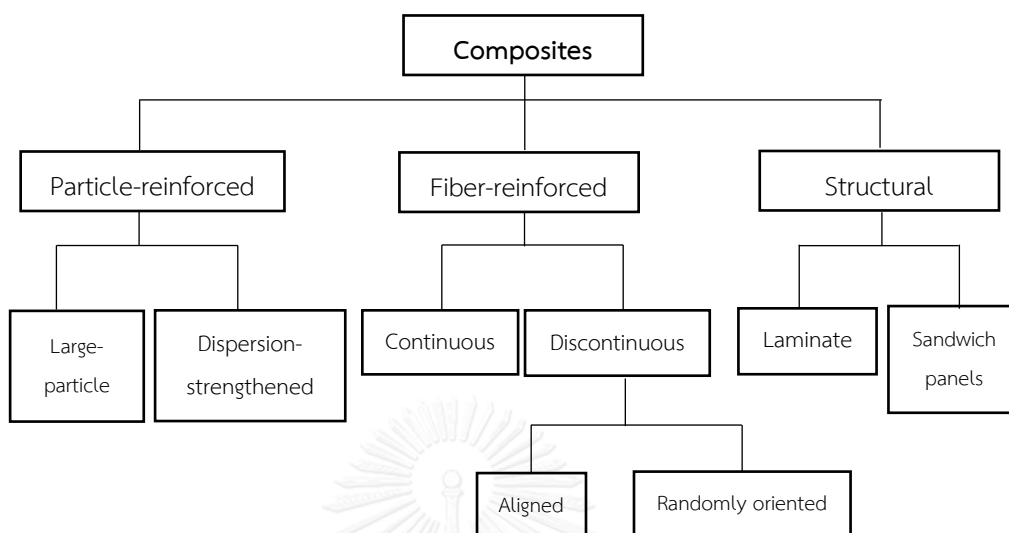 Composites
Particle-reinforced
Fiber-reinforced
Structural
Large-
particle
Dispersion-
strengthened
Continuous
Discontinuous
Laminate
Sandwich
panels
Aligned
Randomly oriented